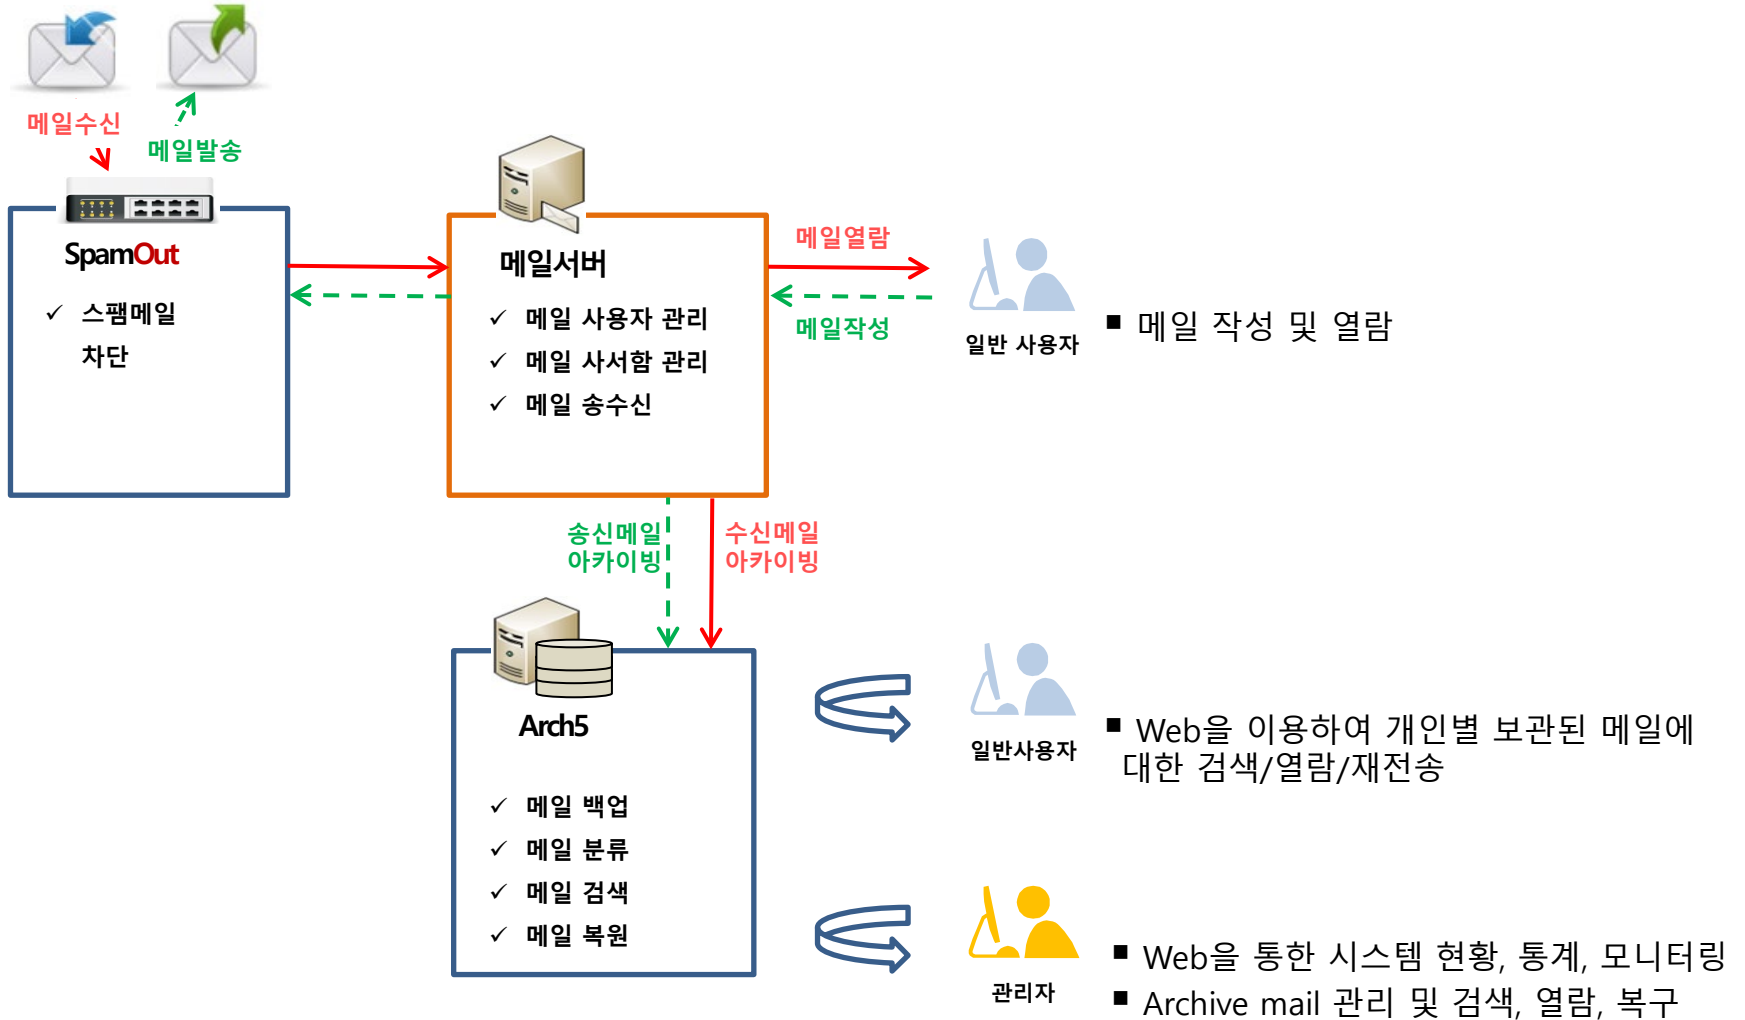 메일수신
메일발송
SpamOut
✓ 스팸메일
차단
메일서버
✓ 메일 사용자 관리
✓ 메일 사서함 관리
✓ 메일 송수신
메일열람
메일작성
일반 사용자
■ 메일 작성 및 열람
송신메일
아카이빙
수신메일
아카이빙
Arch5
✓ 메일 백업
✓ 메일 분류
✓ 메일 검색
✓ 메일 복원
일반사용자
■ Web을 이용하여 개인별 보관된 메일에
대한 검색/열람/재전송
관리자
■ Web을 통한 시스템 현황, 통계, 모니터링
■ Archive mail 관리 및 검색, 열람, 복구